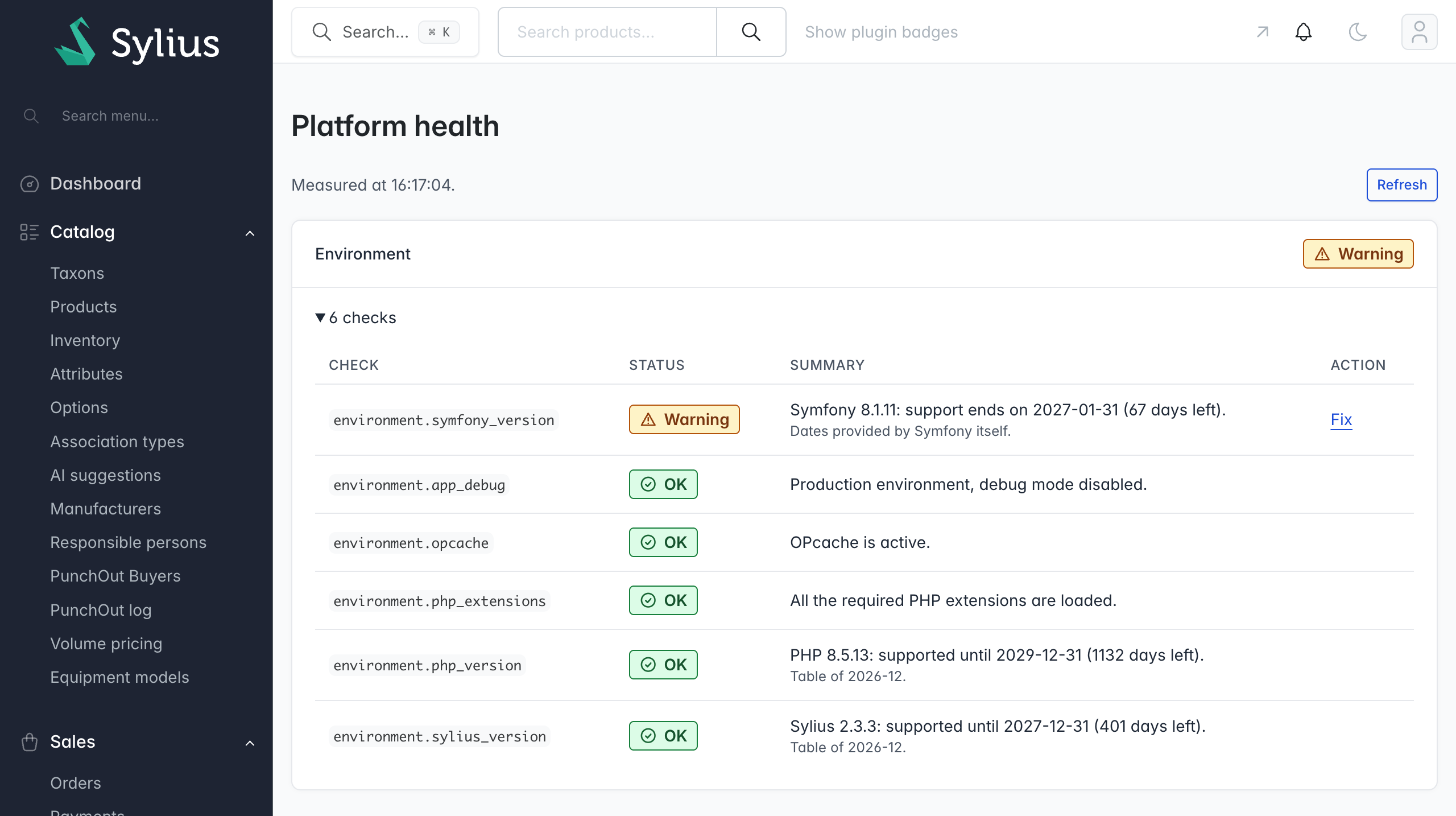 Sylius
Search... ⌘ K
Search products...
Show plugin badges
Search menu...
Dashboard
Catalog
Taxons
Products
Inventory
Attributes
Options
Association types
AI suggestions
Manufacturers
Responsible persons
PunchOut Buyers
PunchOut log
Volume pricing
Equipment models
Sales
Orders
Payments
Platform health
Measured at 16:17:04.
Refresh
Environment
Warning
6 checks
CHECK STATUS SUMMARY ACTION
environment.symfony_version Warning Symfony 8.1.11: support ends on 2027-01-31 (67 days left). Fix
Dates provided by Symfony itself.
environment.app_debug OK Production environment, debug mode disabled.
environment.opcache OK OPcache is active.
environment.php_extensions OK All the required PHP extensions are loaded.
environment.php_version OK PHP 8.5.13: supported until 2029-12-31 (1132 days left).
Table of 2026-12.
environment.sylius_version OK Sylius 2.3.3: supported until 2027-12-31 (401 days left).
Table of 2026-12.